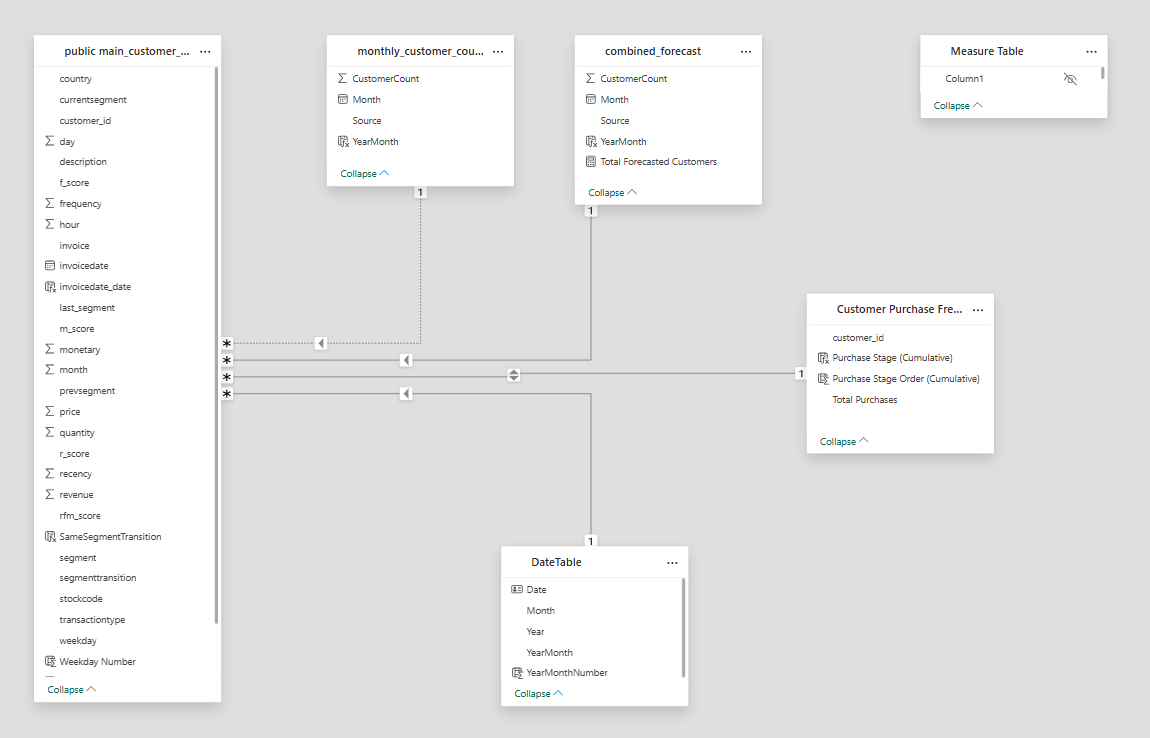 public main_customer_... ...
country
currentsegment
customer_id
day
description
f_score
frequency
hour
invoice
invoicedate
invoicedate_date
last_segment
m_score
monetary
month
prevsegment
price
quantity
r_score
recency
revenue
rfm_score
SameSegmentTransition
segment
segmenttransition
stockcode
transactiontype
weekday
Weekday Number
Collapse
monthly_customer_cou... ...
CustomerCount
Month
Source
YearMonth
Collapse
1
combined_forecast ...
CustomerCount
Month
Source
YearMonth
Total Forecasted Customers
Collapse
1
Measure Table ...
Column1
Collapse
*
*
*
*
1
Customer Purchase Fre... ...
customer_id
Purchase Stage (Cumulative)
Purchase Stage Order (Cumulative)
Total Purchases
Collapse
1
DateTable ...
Date
Month
Year
YearMonth
YearMonthNumber
Collapse